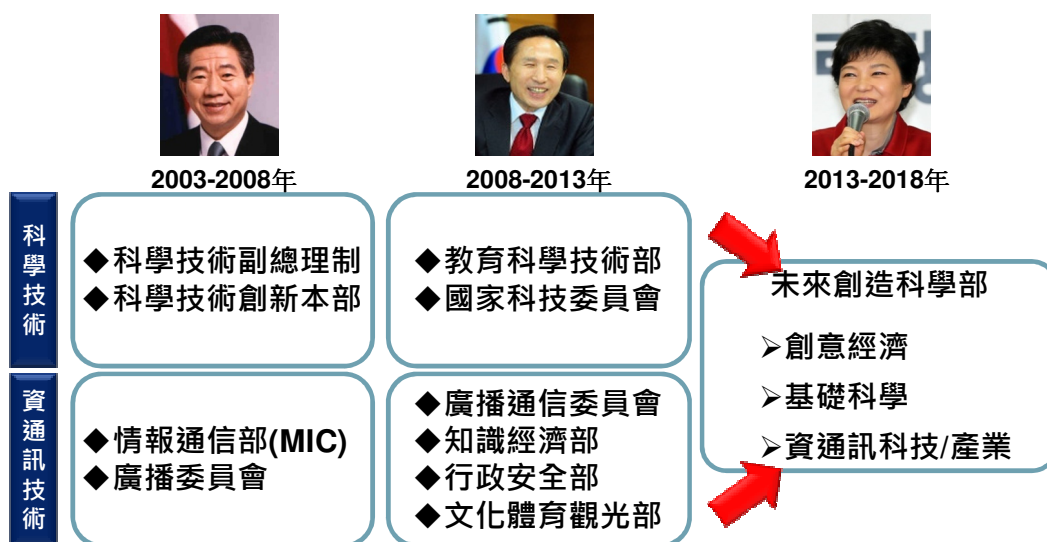 2003-2008年
2008-2013年
2013-2018年
科學技術
◆科學技術副總理制
◆科學技術創新本部
◆教育科學技術部
◆國家科技委員會
未來創造科學部
➢創意經濟
➢基礎科學
➢資通訊科技/產業
資通訊技術
◆情報通信部(MIC)
◆廣播委員會
◆廣播通信委員會
◆知識經濟部
◆行政安全部
◆文化體育觀光部